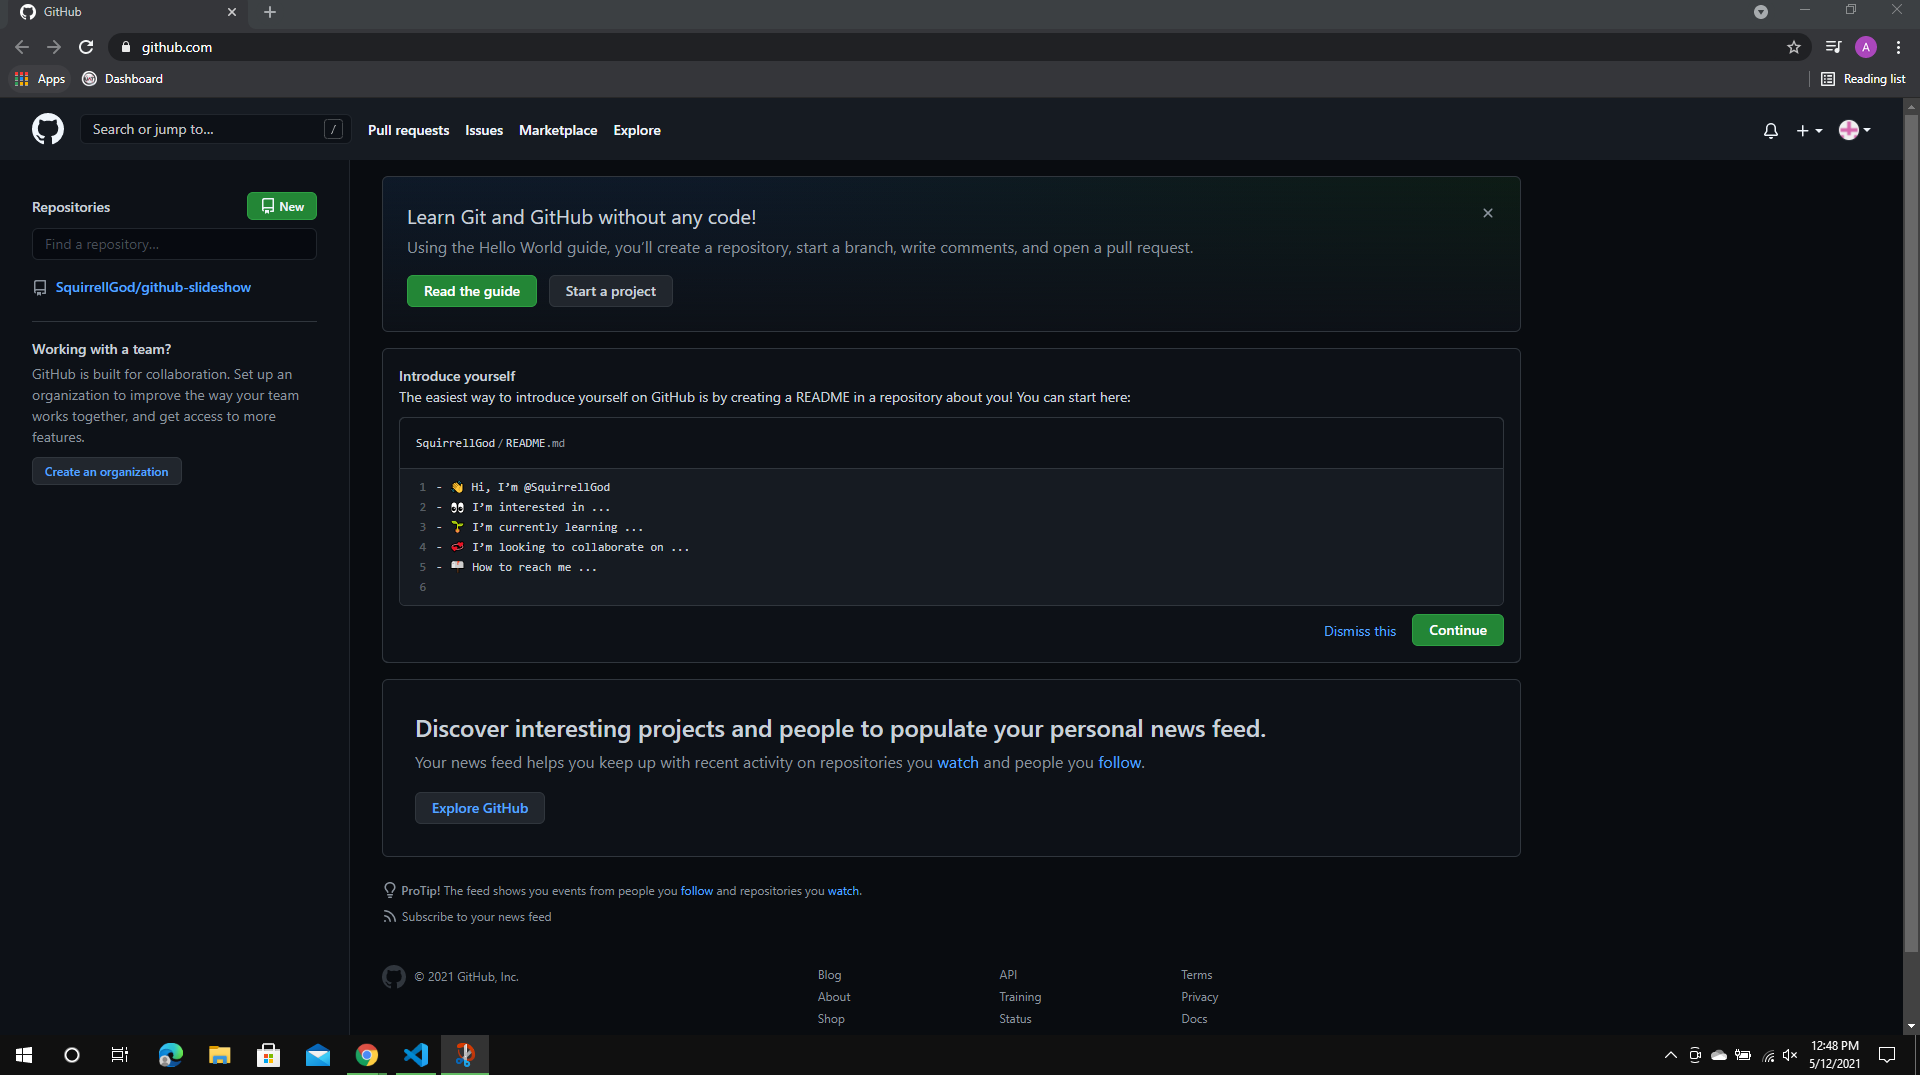 GitHub
github.com
A
Apps
Dashboard
Reading list
Search or jump to...
/
Pull requests
Issues
Marketplace
Explore
Repositories
New
Find a repository...
SquirrellGod/github-slideshow
Working with a team?
GitHub is built for collaboration. Set up an
organization to improve the way your team
works together, and get access to more
features.
Create an organization
Learn Git and GitHub without any code!
Using the Hello World guide, you’ll create a repository, start a branch, write comments, and open a pull request.
Read the guide
Start a project
Introduce yourself
The easiest way to introduce yourself on GitHub is by creating a README in a repository about you! You can start here:
SquirrellGod/README.md
1 - 👋 Hi, I’m @SquirrellGod
2 - 👀 I’m interested in ...
3 - 🌱 I’m currently learning ...
4 - 💞️ I’m looking to collaborate on ...
5 - 📫 How to reach me ...
6
Dismiss this
Continue
Discover interesting projects and people to populate your personal news feed.
Your news feed helps you keep up with recent activity on repositories you watch and people you follow.
Explore GitHub
ProTip! The feed shows you events from people you follow and repositories you watch.
Subscribe to your news feed
© 2021 GitHub, Inc.
Blog
About
Shop
API
Training
Status
Terms
Privacy
Docs
12:48 PM
5/12/2021